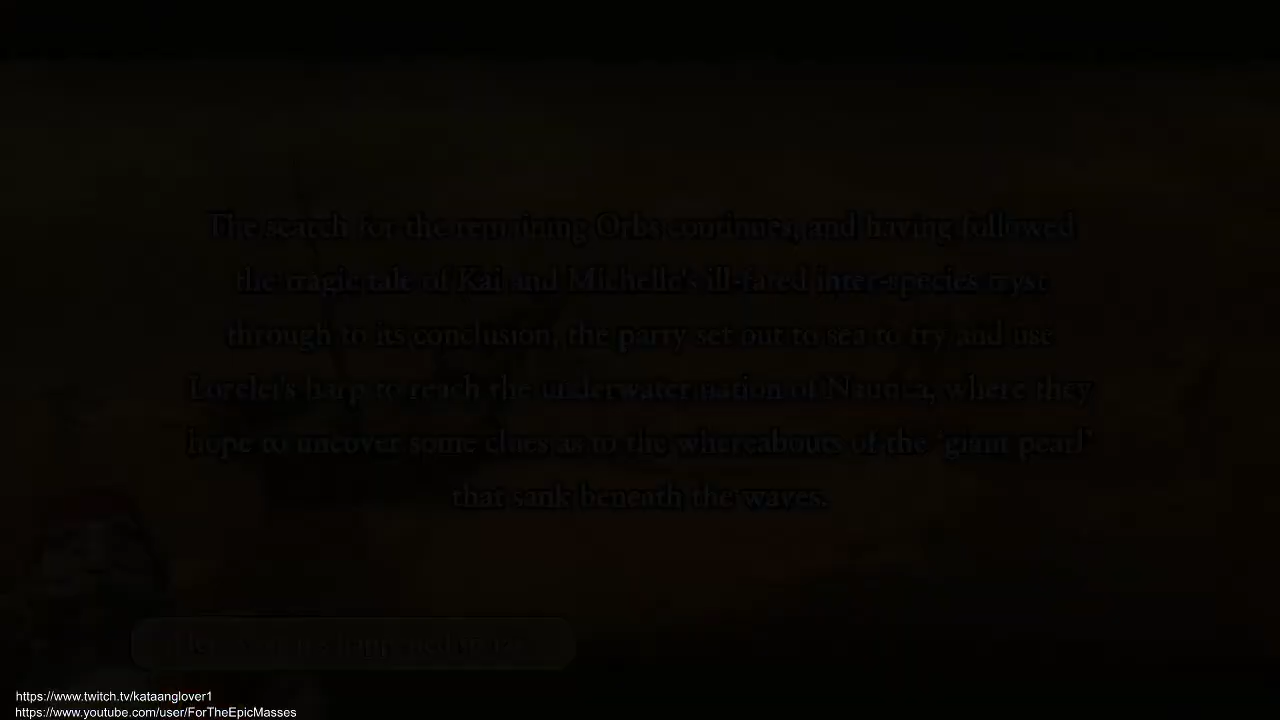 The search for the remaining Orbs continues, and having followed
the tragic tale of Kai and Michelle's ill-fated inter-species tryst
through to its conclusion, the party set out to sea to try and use
Lorelei's harp to reach the underwater nation of Nautica, where they
hope to uncover some clues as to the whereabouts of the 'giant pearl'
that sank beneath the waves.
https://www.twitch.tv/kataanglover1
https://www.youtube.com/user/ForTheEpicMasses